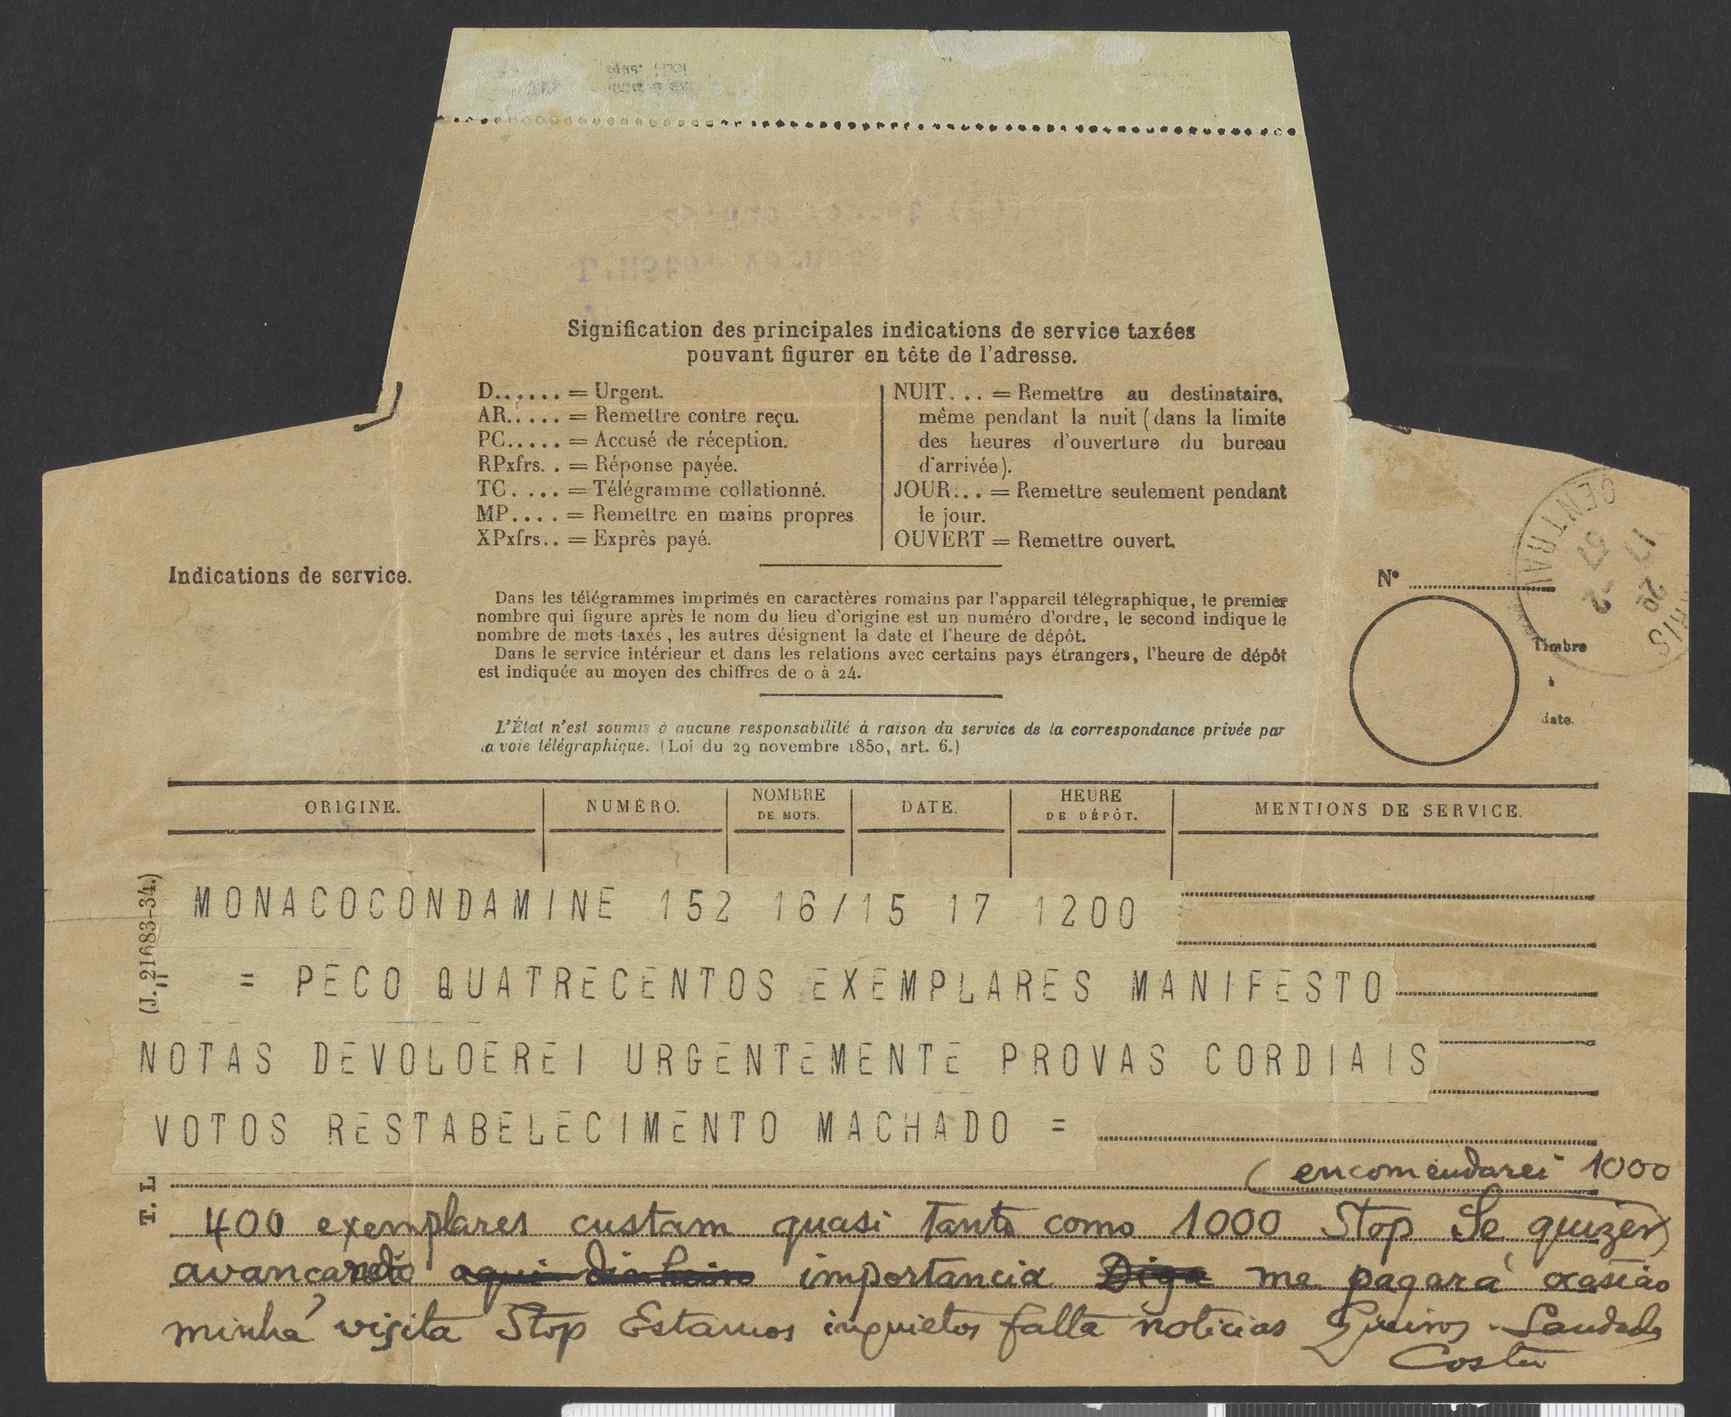 Signification des principales indications de service taxées
pouvant figurer en tête de l'adresse.
D...... = Urgent.
AR..... = Remettre contre reçu.
PC..... = Accusé de réception.
RPxfrs. . = Réponse payée.
TC. ... = Télégramme collationné.
MP.... = Remettre en mains propres
XPxfrs.. = Exprès payé.
NUIT. .. = Remettre au destinataire,
même pendant la nuit (dans la limite
des heures d'ouverture du bureau
d'arrivée).
JOUR... = Remettre seulement pendant
le jour.
OUVERT = Remettre ouvert.
Indications de service.
N°
CENTRAL
Timbre
à
date.
Dans les télégrammes imprimés en caractères romains par l'appareil télégraphique, le premier
nombre qui figure après le nom du lieu d'origine est un numéro d'ordre, le second indique le
nombre de mots taxés, les autres désignent la date et l'heure de dépôt.
Dans le service intérieur et dans les relations avec certains pays étrangers, l'heure de dépôt
est indiquée au moyen des chiffres de 0 à 24.
L'État n'est soumis à aucune responsabilité à raison du service de la correspondance privée par
la voie télégraphique. (Loi du 29 novembre 1850, art. 6.)
ORIGINE. NUMÉRO. NOMBRE DE MOTS. DATE. HEURE DE DÉPÔT. MENTIONS DE SERVICE.
(J. 21683-34.)
MONACOCONDAMINE 152 16/15 17 1200
= PECO QUATRECENTOS EXEMPLARES MANIFESTO
NOTAS DEVOLOEREI URGENTEMENTE PROVAS CORDIAIS
VOTOS RESTABELECIMENTO MACHADO =
T. L
(encomendarei 1000
400 exemplares custam quasi tanto como 1000 Stop Se quizer)
avançarei aqui dinheiro importancia Diga me pagará ocasião
minha visita Stop Estamos inquietos falta noticias Saudades
Costa